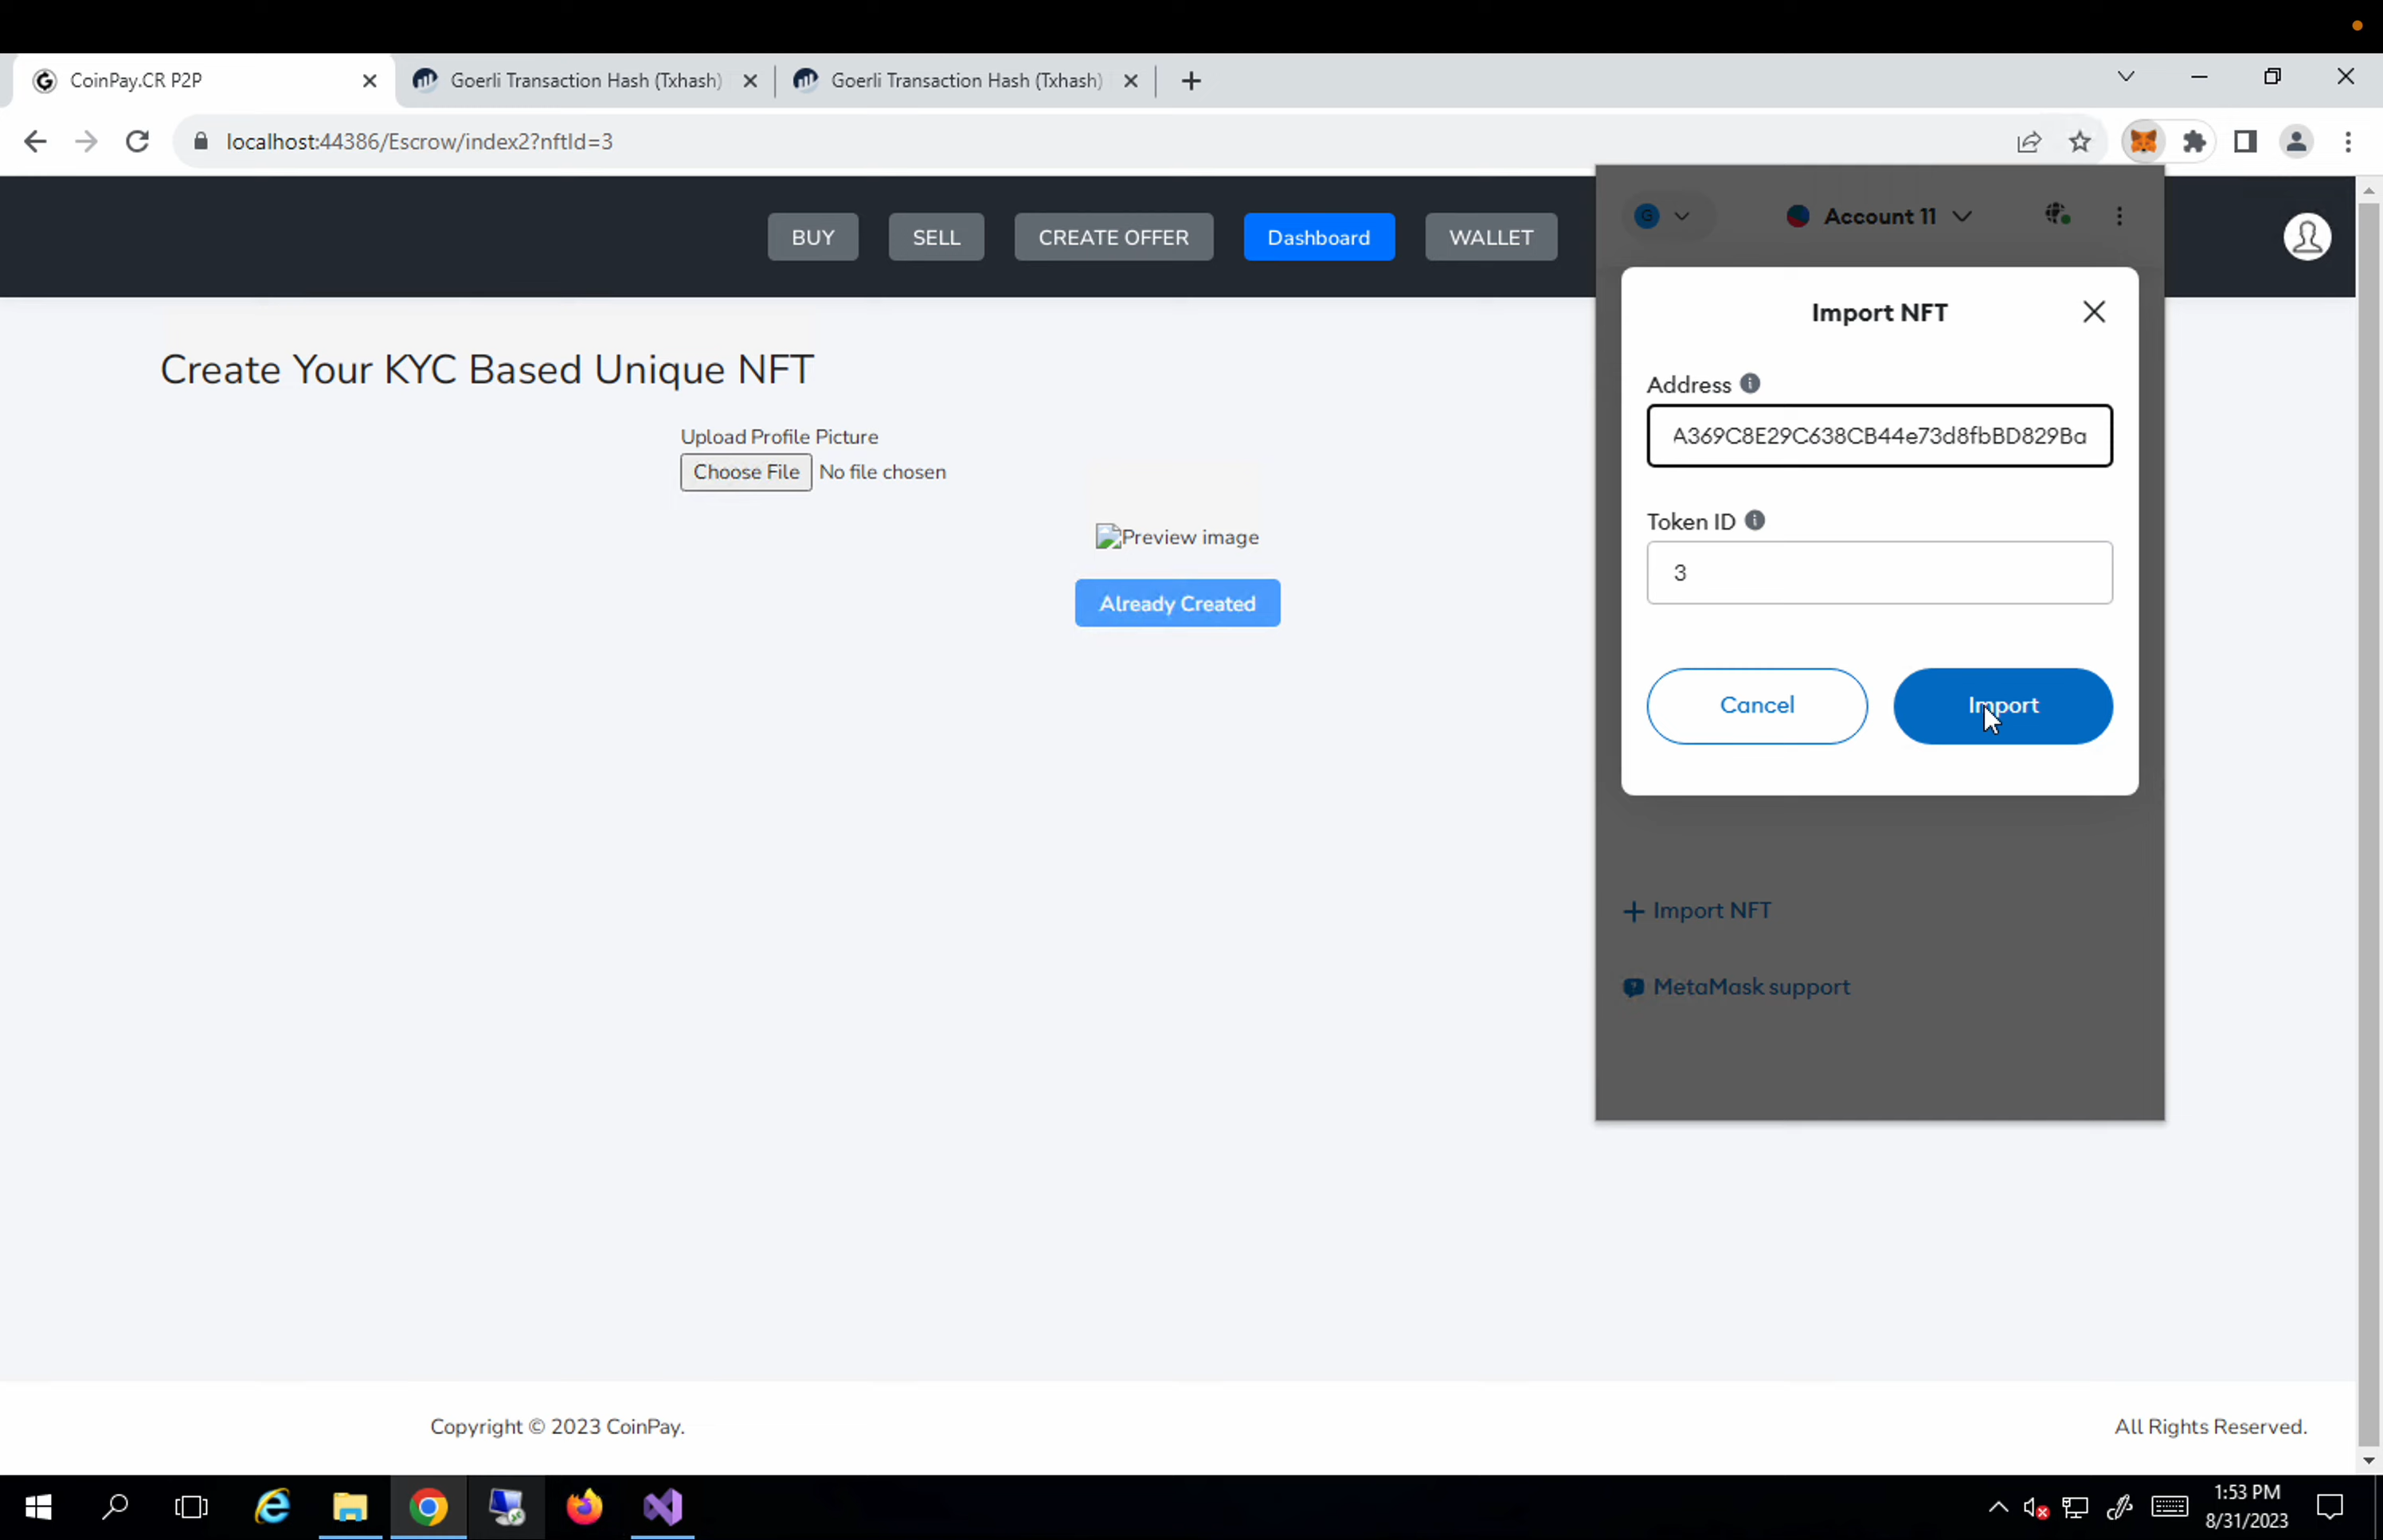 CoinPay.CR P2P
Goerli Transaction Hash (Txhash)
Goerli Transaction Hash (Txhash)
localhost:44386/Escrow/index2?nftId=3
BUY
SELL
CREATE OFFER
Dashboard
WALLET
G
Account 11
Create Your KYC Based Unique NFT
Upload Profile Picture
Choose File No file chosen
Preview image
Already Created
Import NFT
Address
A369C8E29C638CB44e73d8fbBD829Ba
Token ID
3
Cancel
Import
Import NFT
MetaMask support
Copyright © 2023 CoinPay.
All Rights Reserved.
1:53 PM
8/31/2023